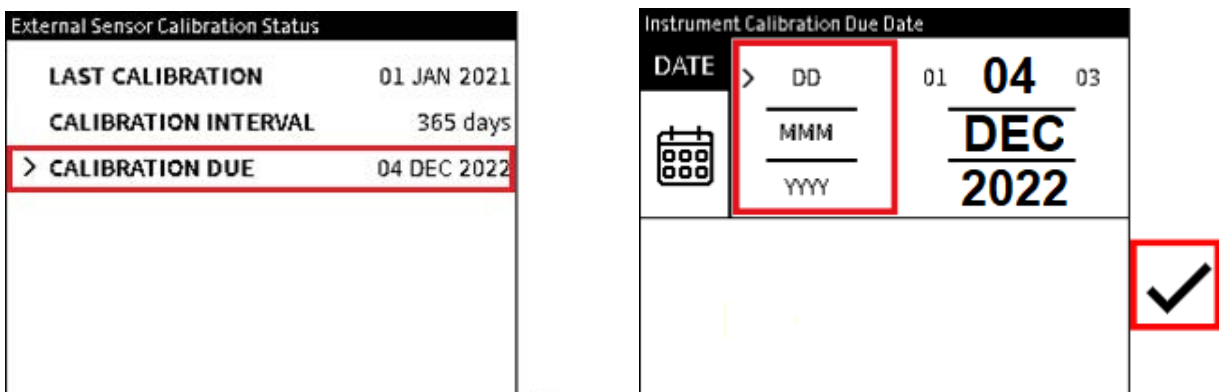 External Sensor Calibration Status
LAST CALIBRATION 01 JAN 2021
CALIBRATION INTERVAL 365 days
> CALIBRATION DUE 04 DEC 2022
Instrument Calibration Due Date
DATE > DD 01 04 03
MMM DEC
YYYY 2022